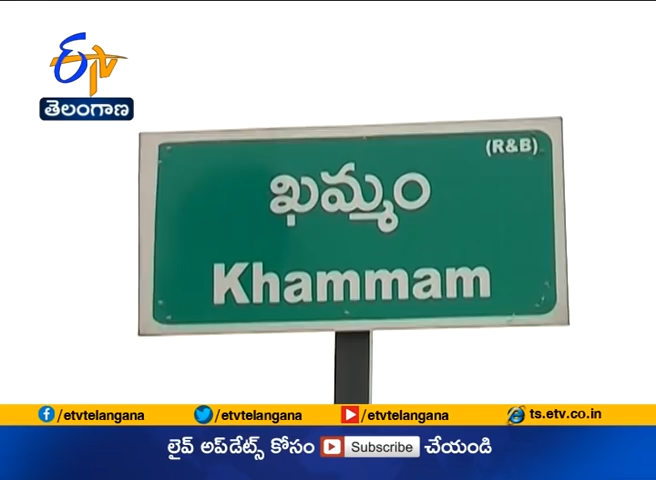 ETV
తెలంగాణ
(R&B)
ఖమ్మం
Khammam
/etvtelangana /etvtelangana /etvtelangana ts.etv.co.in
లైవ్ అప్‌డేట్స్ కోసం Subscribe చేయండి